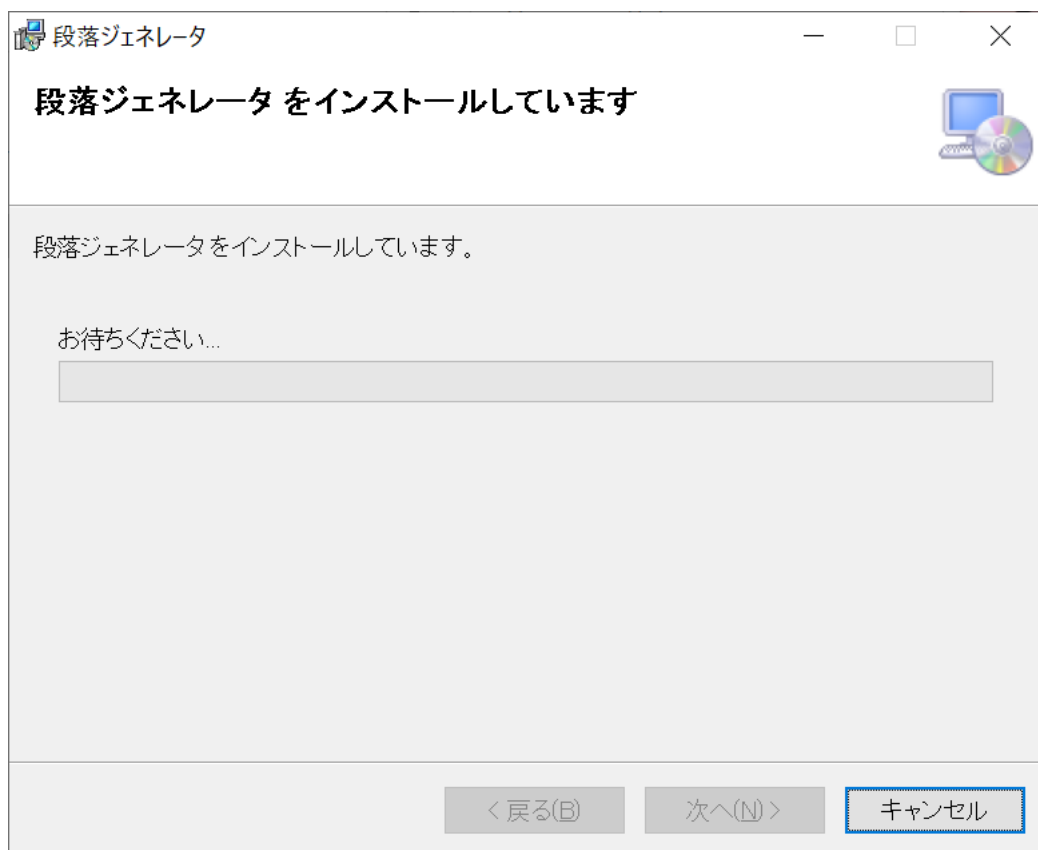 段落ジェネレータ
段落ジェネレータ をインストールしています
段落ジェネレータをインストールしています。
お待ちください...
< 戻る(B)
次へ(N) >
キャンセル